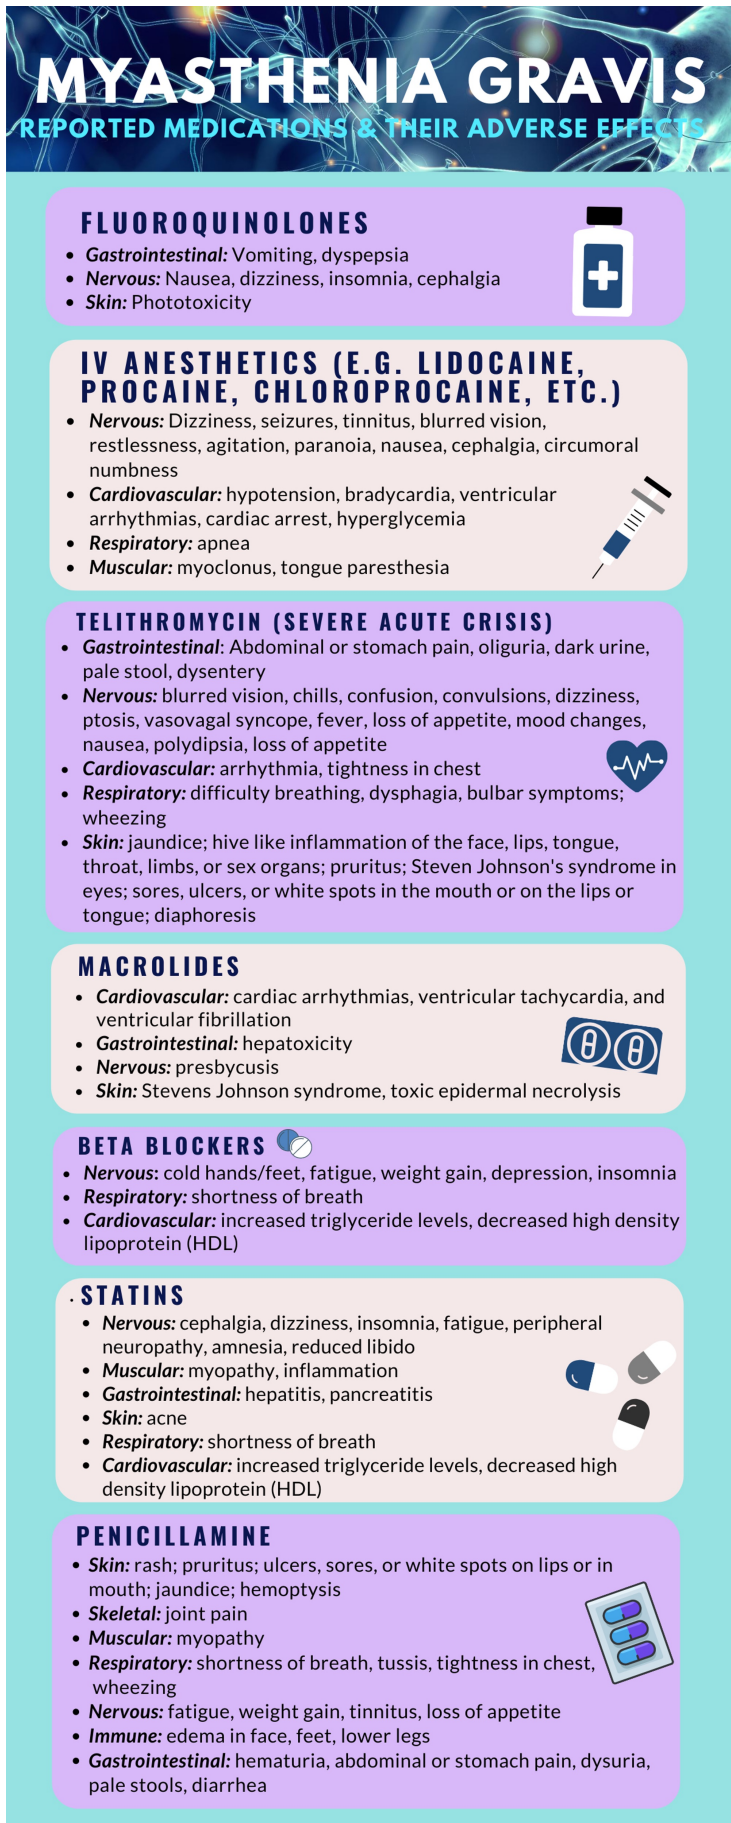 MYASTHENIA GRAVIS
REPORTED MEDICATIONS & THEIR ADVERSE EFFECTS
FLUOROQUINOLONES
• Gastrointestinal: Vomiting, dyspepsia
• Nervous: Nausea, dizziness, insomnia, cephalgia
• Skin: Phototoxicity
IV ANESTHETICS (E.G. LIDOCAINE,
PROCAINE, CHLOROPROCAINE, ETC.)
• Nervous: Dizziness, seizures, tinnitus, blurred vision,
restlessness, agitation, paranoia, nausea, cephalgia, circumoral
numbness
• Cardiovascular: hypotension, bradycardia, ventricular
arrhythmias, cardiac arrest, hyperglycemia
• Respiratory: apnea
• Muscular: myoclonus, tongue paresthesia
TELITHROMYCIN (SEVERE ACUTE CRISIS)
• Gastrointestinal: Abdominal or stomach pain, oliguria, dark urine,
pale stool, dysentery
• Nervous: blurred vision, chills, confusion, convulsions, dizziness,
ptosis, vasovagal syncope, fever, loss of appetite, mood changes,
nausea, polydipsia, loss of appetite
• Cardiovascular: arrhythmia, tightness in chest
• Respiratory: difficulty breathing, dysphagia, bulbar symptoms;
wheezing
• Skin: jaundice; hive like inflammation of the face, lips, tongue,
throat, limbs, or sex organs; pruritus; Steven Johnson's syndrome in
eyes; sores, ulcers, or white spots in the mouth or on the lips or
tongue; diaphoresis
MACROLIDES
• Cardiovascular: cardiac arrhythmias, ventricular tachycardia, and
ventricular fibrillation
• Gastrointestinal: hepatotoxicity
• Nervous: presbycusis
• Skin: Stevens Johnson syndrome, toxic epidermal necrolysis
BETA BLOCKERS
• Nervous: cold hands/feet, fatigue, weight gain, depression, insomnia
• Respiratory: shortness of breath
• Cardiovascular: increased triglyceride levels, decreased high density
lipoprotein (HDL)
. STATINS
• Nervous: cephalgia, dizziness, insomnia, fatigue, peripheral
neuropathy, amnesia, reduced libido
• Muscular: myopathy, inflammation
• Gastrointestinal: hepatitis, pancreatitis
• Skin: acne
• Respiratory: shortness of breath
• Cardiovascular: increased triglyceride levels, decreased high
density lipoprotein (HDL)
PENICILLAMINE
• Skin: rash; pruritus; ulcers, sores, or white spots on lips or in
mouth; jaundice; hemoptysis
• Skeletal: joint pain
• Muscular: myopathy
• Respiratory: shortness of breath, tussis, tightness in chest,
wheezing
• Nervous: fatigue, weight gain, tinnitus, loss of appetite
• Immune: edema in face, feet, lower legs
• Gastrointestinal: hematuria, abdominal or stomach pain, dysuria,
pale stools, diarrhea